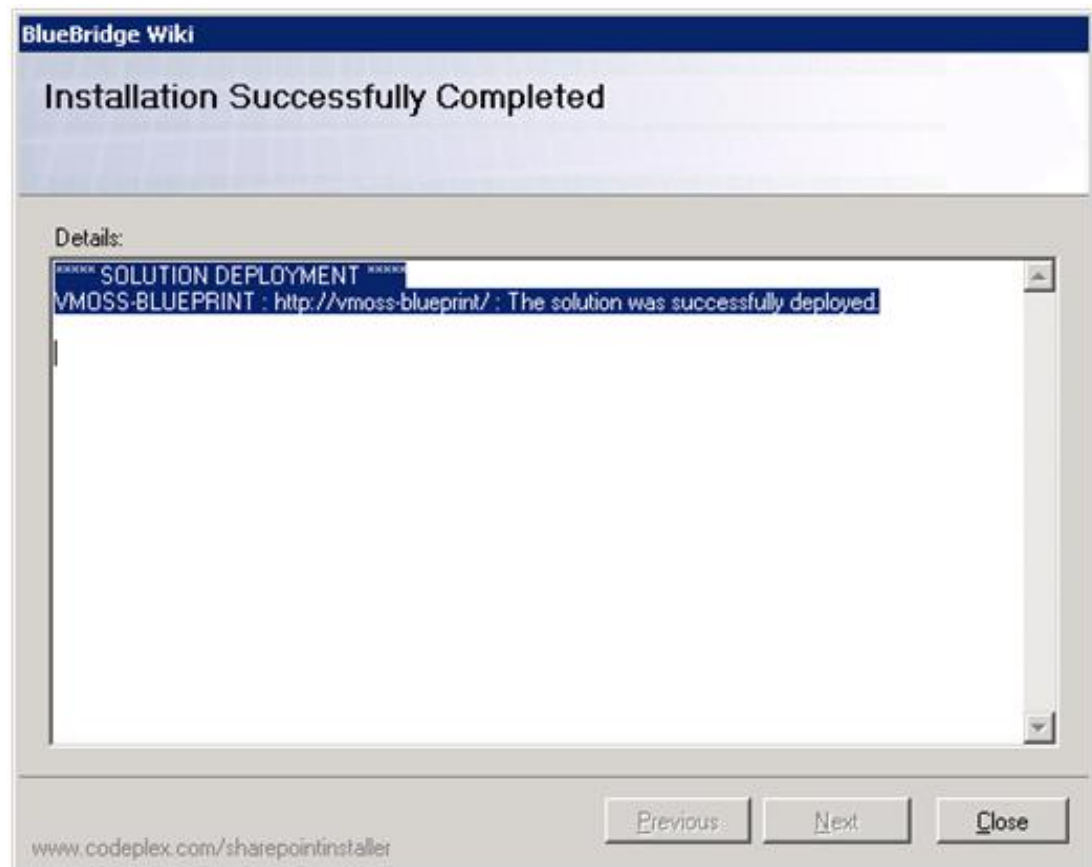 BlueBridge Wiki
Installation Successfully Completed
Details:
***** SOLUTION DEPLOYMENT *****
VMOSS-BLUEPRINT : http://vmoss-blueprint/ : The solution was successfully deployed.
Previous Next Close
www.codeplex.com/sharepointinstaller